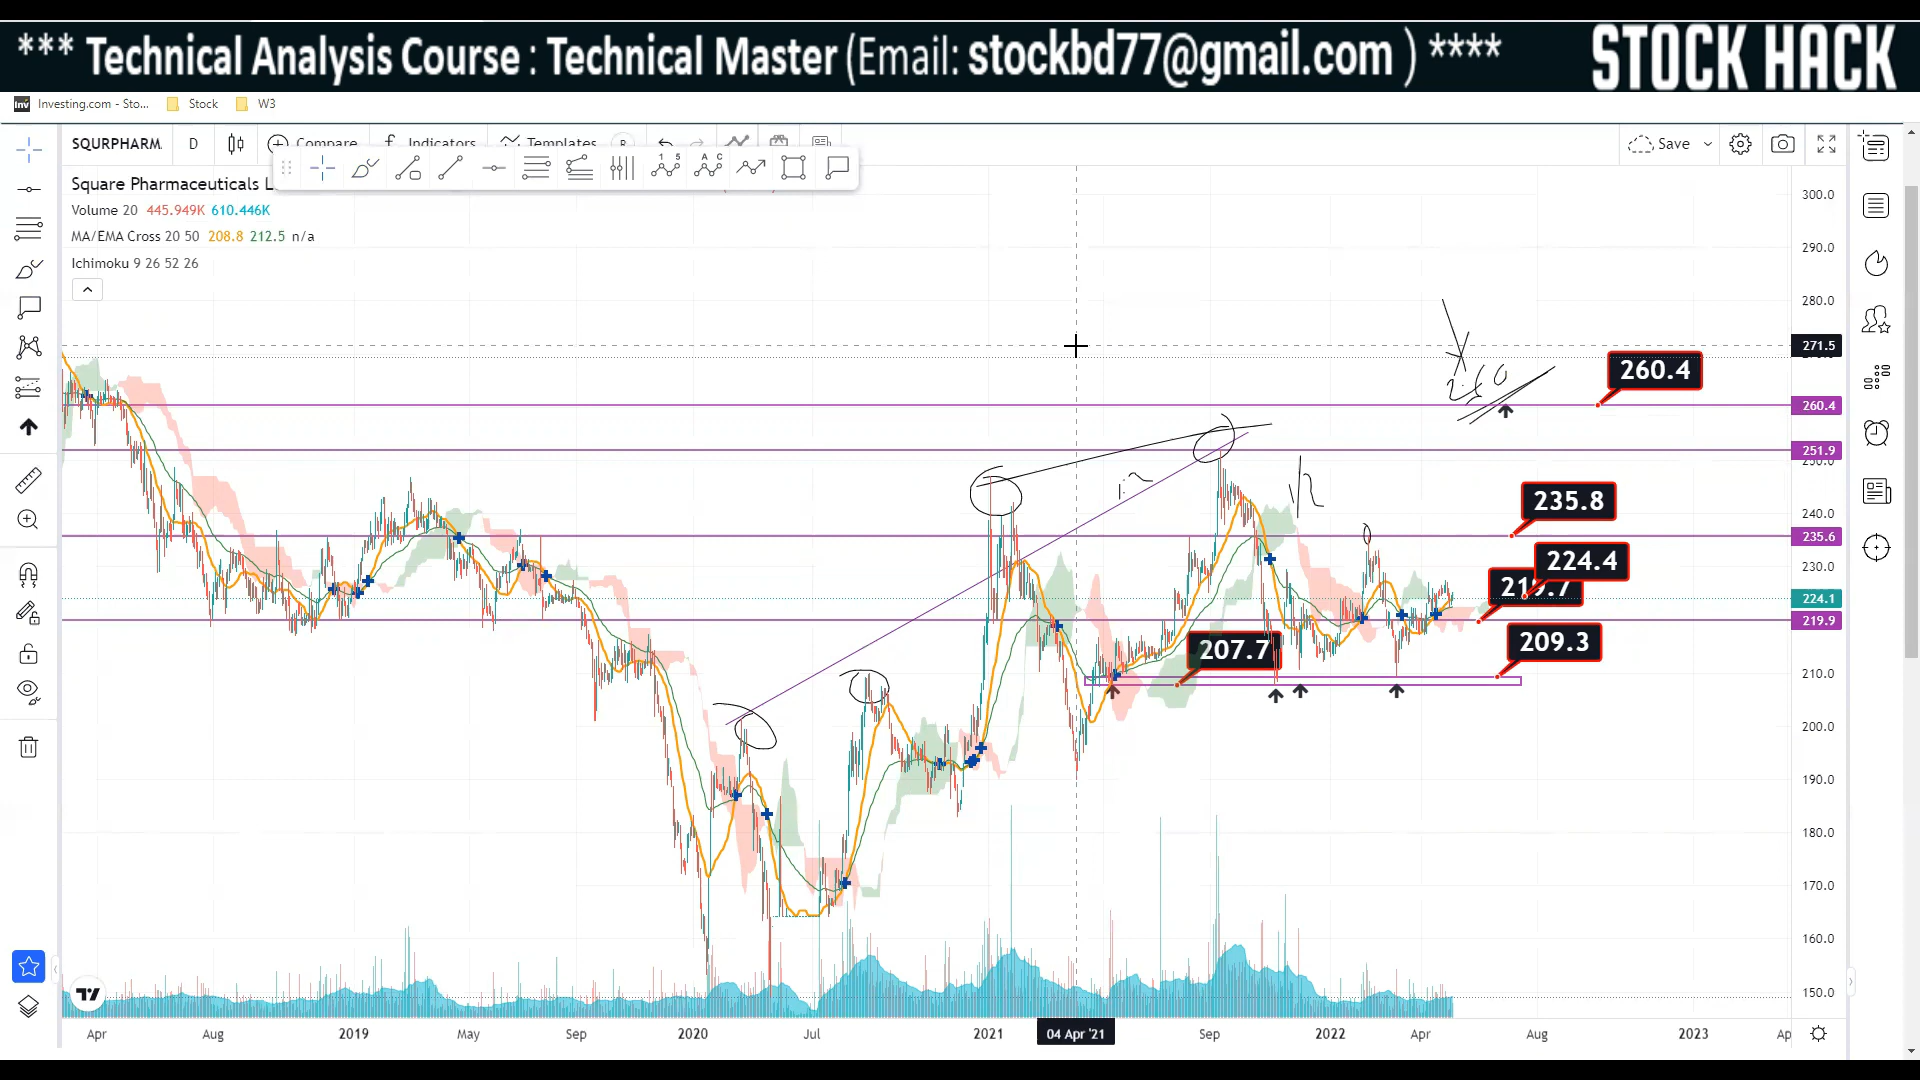 *** Technical Analysis Course : Technical Master (Email: stockbd77@gmail.com ) ****
STOCK HACK
Investing.com - Sto...
Stock
W3
SQURPHARM
D
Compare
Indicators
Templates
Save
Square Pharmaceuticals L
Volume 20 445.949K 610.446K
MA/EMA Cross 20 50 208.8 212.5 n/a
Ichimoku 9 26 52 26
300.0
290.0
280.0
271.5
260.4
260
260.4
251.9
250.0
240.0
235.8
235.6
230.0
224.4
224.1
219.9
209.3
207.7
210.0
200.0
190.0
180.0
170.0
160.0
150.0
Apr
Aug
2019
May
Sep
2020
Jul
2021
04 Apr '21
Sep
2022
Apr
Aug
2023
Ap